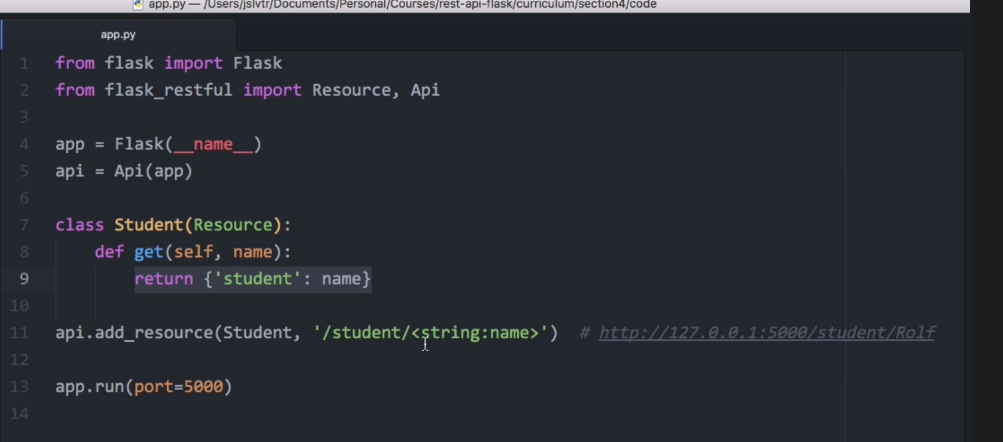 app.py — /Users/jslvtr/Documents/Personal/Courses/rest-api-flask/curriculum/section4/code
app.py
1 from flask import Flask
2 from flask_restful import Resource, Api
3
4 app = Flask(__name__)
5 api = Api(app)
6
7 class Student(Resource):
8     def get(self, name):
9         return {'student': name}
10
11 api.add_resource(Student, '/student/<string:name>')  # http://127.0.0.1:5000/student/Rolf
12
13 app.run(port=5000)
14